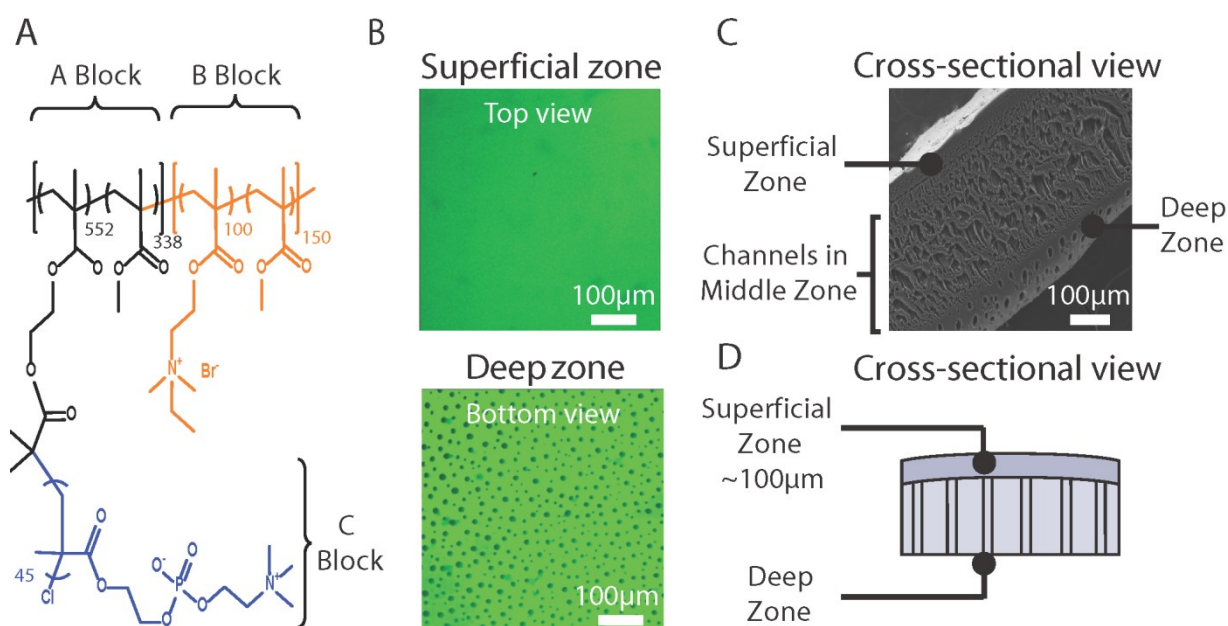 A
A Block
B Block
552
338
100
150
O
O
O
O
O
O
O
O
O
N+
Br-
O
O
45
Cl
O
O
O-
P
O
O
O
N+
C
Block
B
Superficial zone
Top view
100µm
Deep zone
Bottom view
100µm
C
Cross-sectional view
Superficial
Zone
Channels in
Middle Zone
Deep
Zone
100µm
D
Cross-sectional view
Superficial
Zone
~100µm
Deep
Zone